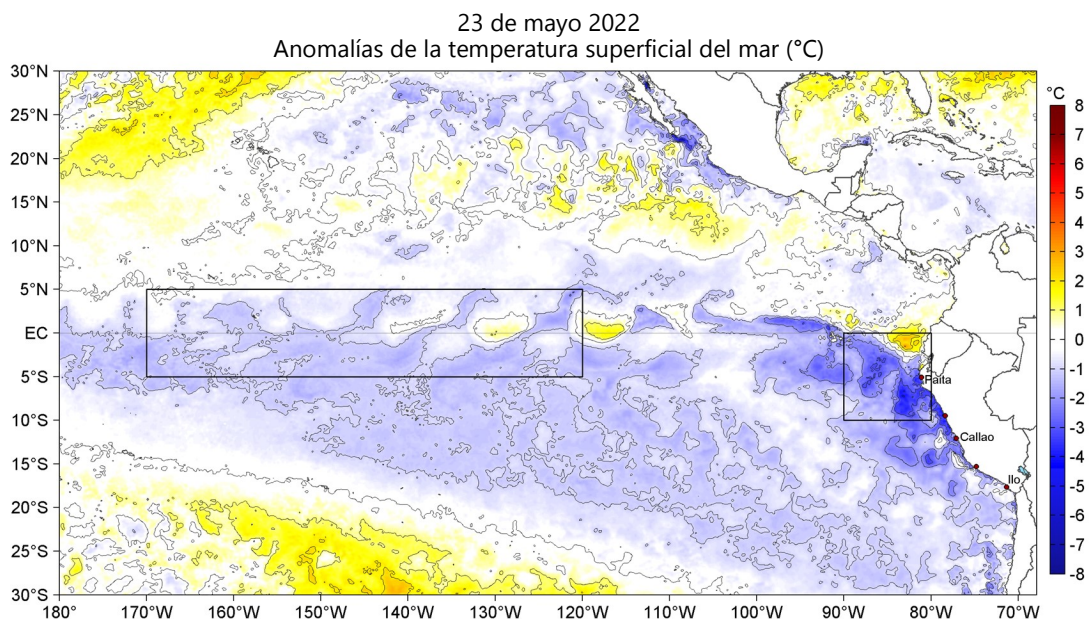 23 de mayo 2022
Anomalías de la temperatura superficial del mar (°C)
30°N
25°N
20°N
15°N
10°N
5°N
EC
5°S
10°S
15°S
20°S
25°S
30°S
180
170°W
160°W
150°W
140°W
130°W
120°W
110°W
100°W
90°W
80°W
70°W
Paita
Callao
Ilo
°C
8
7
6
5
4
3
2
1
0
-1
-2
-3
-4
-5
-6
-7
-8